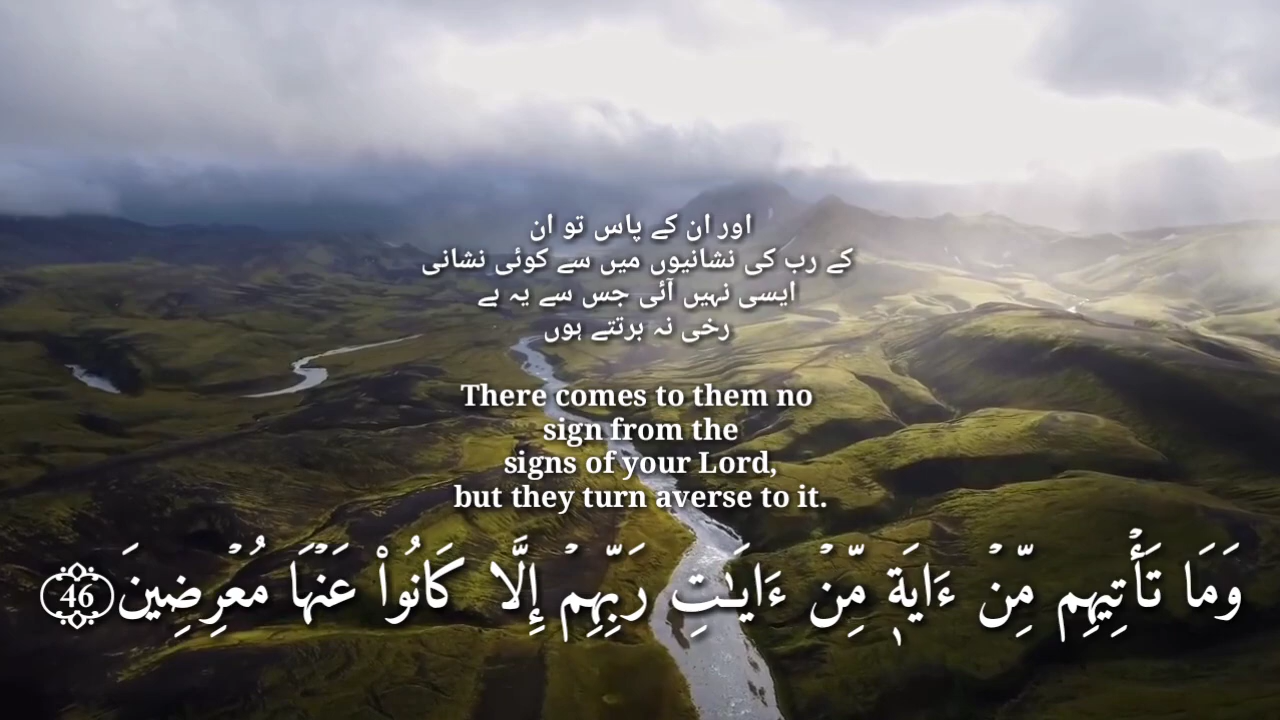 اور ان کے پاس تو ان
کے رب کی نشانیوں میں سے کوئی نشانی
ایسی نہیں آئی جس سے یہ بے
رخی نہ برتتے ہوں
There comes to them no
sign from the
signs of your Lord,
but they turn averse to it.
وَمَا تَأْتِيهِم مِّنْ ءَايَةٍ مِّنْ ءَايَـٰتِ رَبِّهِمْ إِلَّا كَانُوا۟ عَنْهَا مُعْرِضِينَ 46